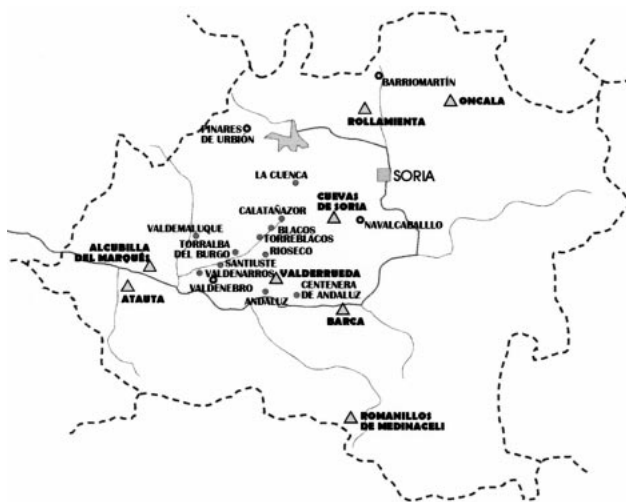 BARRIOMARTÍN
ONCALA
ROLLAMIENTA
PINARES
DE URBIÓN
SORIA
LA CUENCA
CUEVAS
DE SORIA
CALATAÑAZOR
NAVALCABALLLO
BLACOS
VALDEMALUQUE
TORREBLACOS
TORRALBA
DEL BURGO
RIOSECO
ALCUBILLA
DEL MARQUÉS
SANTIUSTE
VALDENARROS
VALDERRUEDA
VALDENEBRO
CENTENERA
DE ANDALUZ
ATAUTA
ANDALUZ
BARCA
ROMANILLOS
DE MEDINACELI